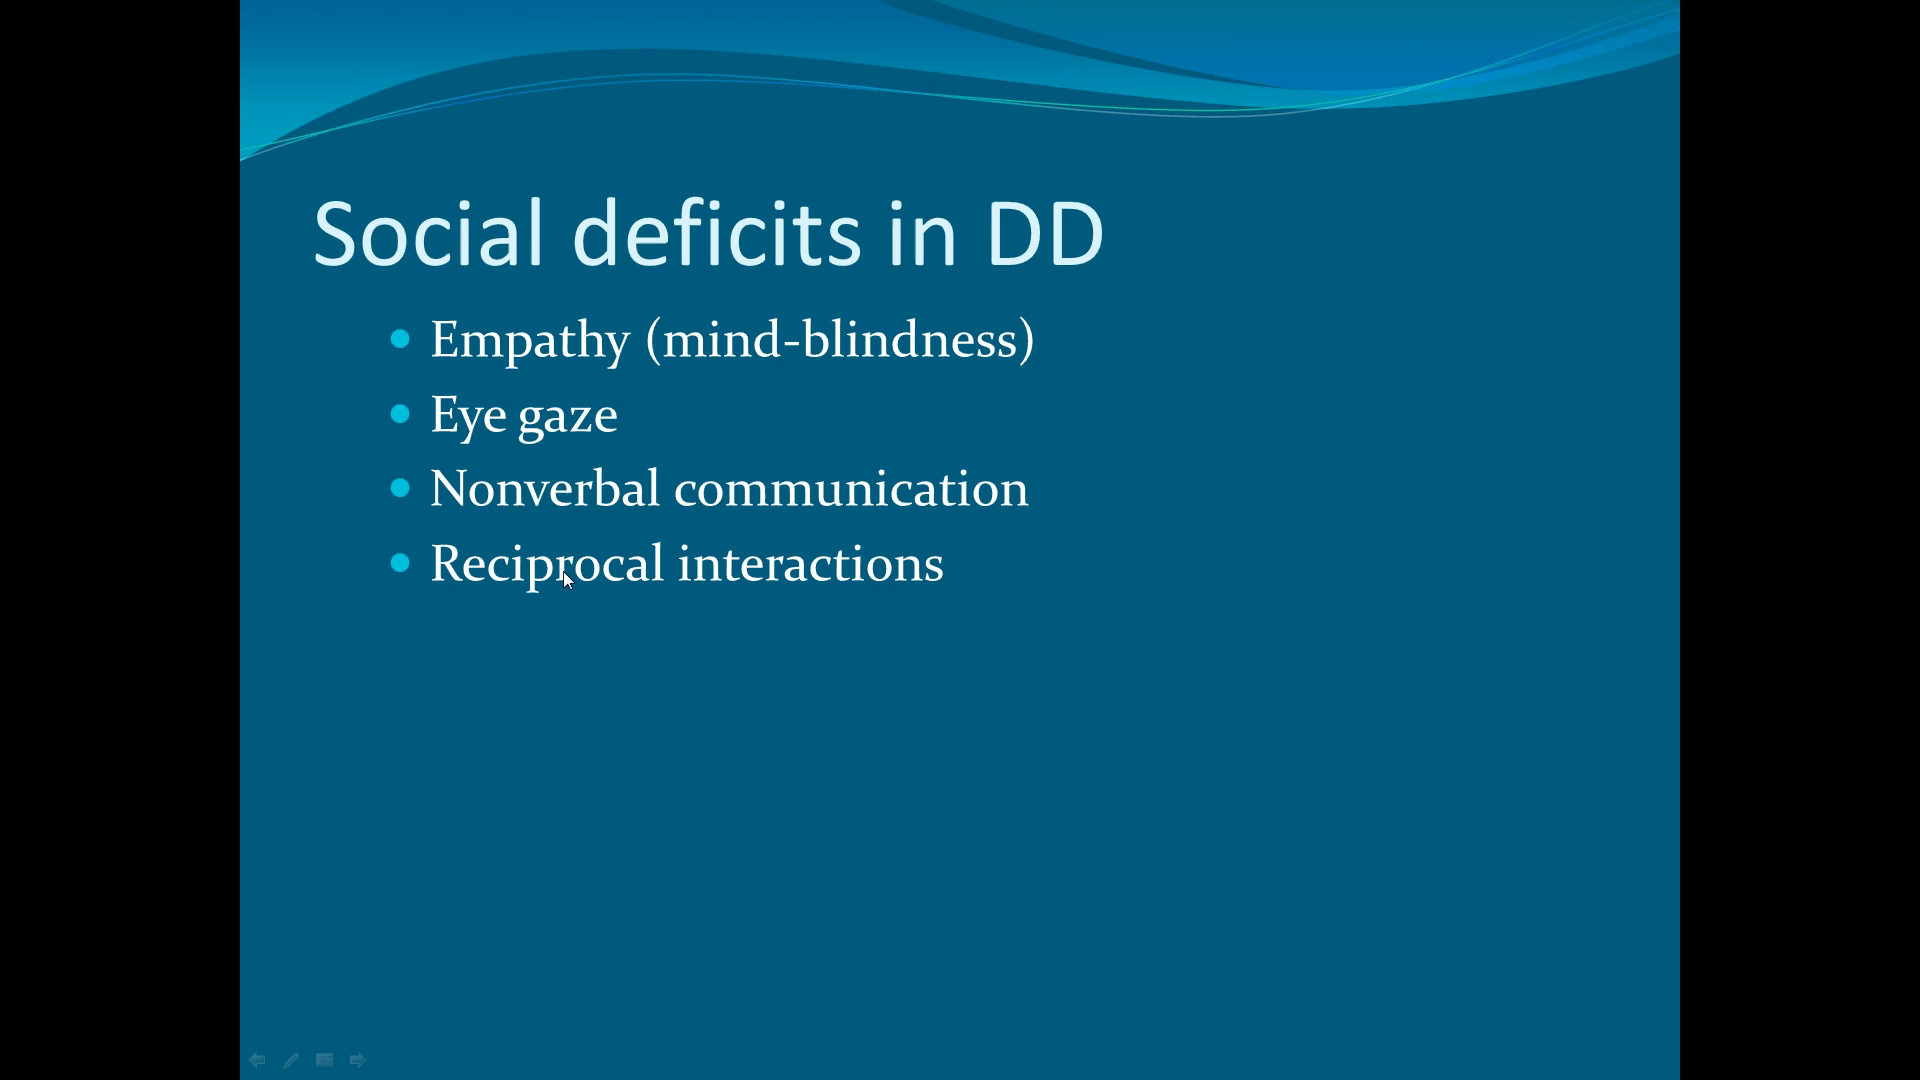 Social deficits in DD
Empathy (mind-blindness)
Eye gaze
Nonverbal communication
Reciprocal interactions